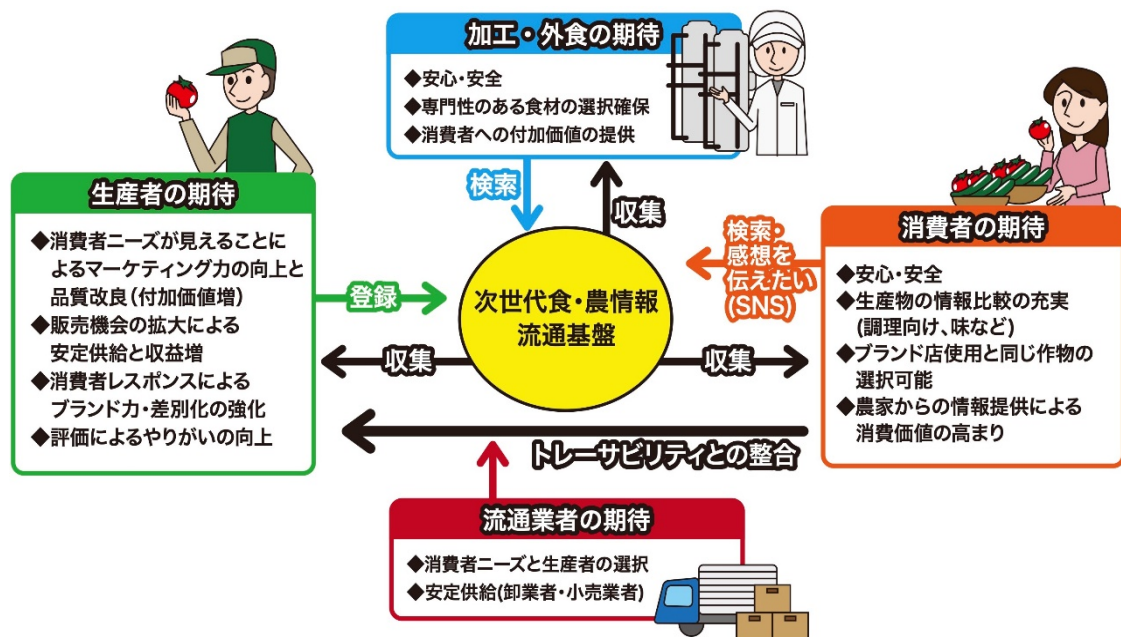 加工・外食の期待
◆安心・安全
◆専門性のある食材の選択確保
◆消費者への付加価値の提供
生産者の期待
◆消費者ニーズが見えることに
よるマーケティング力の向上と
品質改良(付加価値増)
◆販売機会の拡大による
安定供給と収益増
◆消費者レスポンスによる
ブランド力・差別化の強化
◆評価によるやりがいの向上
検索
収集
登録
次世代食・農情報
流通基盤
検索・
感想を
伝えたい
(SNS)
収集
収集
消費者の期待
◆安心・安全
◆生産物の情報比較の充実
(調理向け、味など)
◆ブランド店使用と同じ作物の
選択可能
◆農家からの情報提供による
消費価値の高まり
トレーサビリティとの整合
流通業者の期待
◆消費者ニーズと生産者の選択
◆安定供給(卸業者・小売業者)